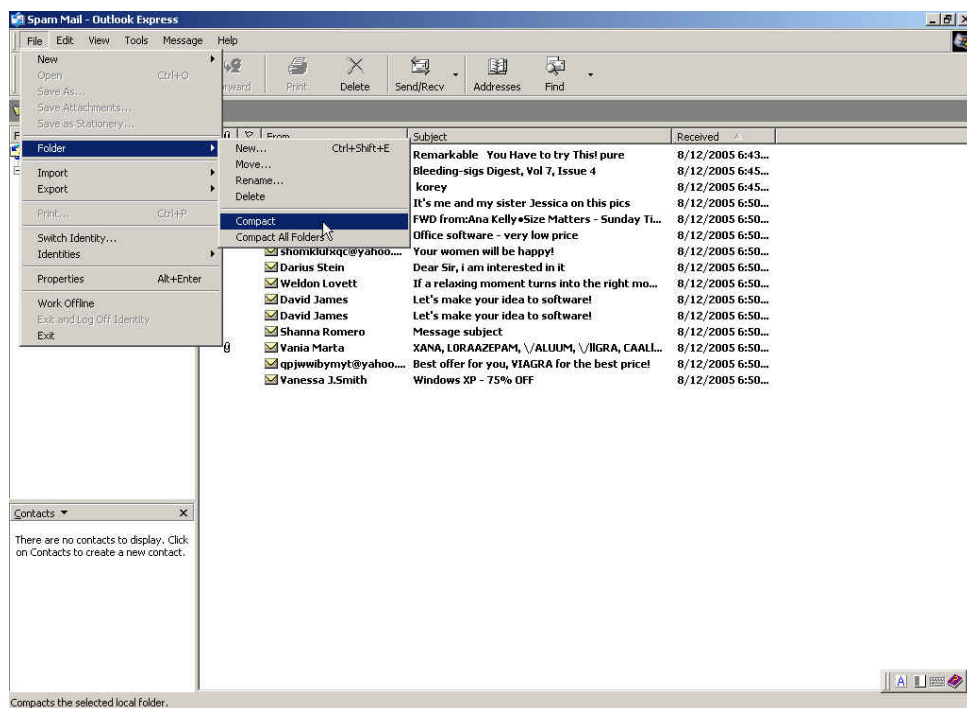 Spam Mail - Outlook Express
File Edit View Tools Message Help
New
Open Ctrl+O
Save As...
Save Attachments...
Save as Stationery...
Folder
Import
Export
Print... Ctrl+P
Switch Identity...
Identities
Properties Alt+Enter
Work Offline
Exit and Log Off Identity
Exit
Print Delete Send/Recv Addresses Find
New... Ctrl+Shift+E
Move...
Rename...
Delete
Compact
Compact All Folders
From Subject Received
Remarkable You Have to try This! pure 8/12/2005 6:43...
Bleeding-sigs Digest, Vol 7, Issue 4 8/12/2005 6:45...
korey 8/12/2005 6:45...
It's me and my sister Jessica on this pics 8/12/2005 6:50...
FWD from:Ana Kelly•Size Matters - Sunday Ti... 8/12/2005 6:50...
Office software - very low price 8/12/2005 6:50...
Your women will be happy! 8/12/2005 6:50...
Darius Stein Dear Sir, i am interested in it 8/12/2005 6:50...
Weldon Lovett If a relaxing moment turns into the right mo... 8/12/2005 6:50...
David James Let's make your idea to software! 8/12/2005 6:50...
David James Let's make your idea to software! 8/12/2005 6:50...
Shanna Romero Message subject 8/12/2005 6:50...
Vania Marta XANA, L0RAAZEPAM, \/ALUUM, \/llGRA, CAALl... 8/12/2005 6:50...
qpjwwibymyt@yahoo.... Best offer for you, VIAGRA for the best price! 8/12/2005 6:50...
Vanessa J.Smith Windows XP - 75% OFF 8/12/2005 6:50...
Contacts
There are no contacts to display. Click
on Contacts to create a new contact.
A
Compacts the selected local folder.